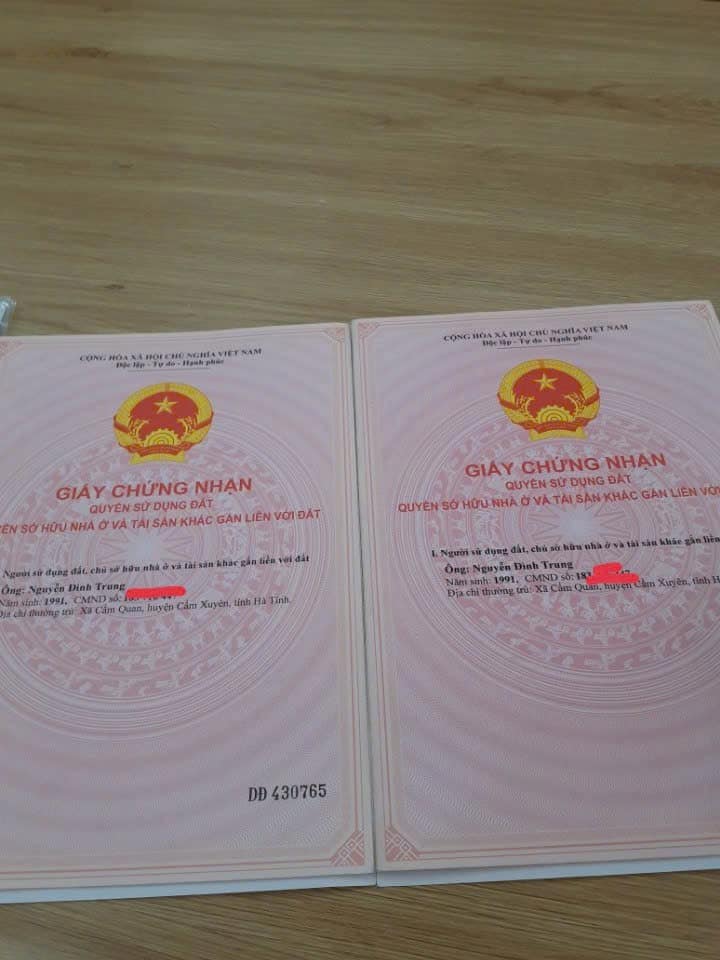 CỘNG HÒA XÃ HỘI CHỦ NGHĨA VIỆT NAM
Độc lập - Tự do - Hạnh phúc
GIẤY CHỨNG NHẬN
QUYỀN SỬ DỤNG ĐẤT
QUYỀN SỞ HỮU NHÀ Ở VÀ TÀI SẢN KHÁC GẮN LIỀN VỚI ĐẤT
Người sử dụng đất, chủ sở hữu nhà ở và tài sản khác gắn liền với đất
Ông: Nguyễn Đình Trung
Năm sinh: 1991, CMND số:
Địa chỉ thường trú: Xã Cẩm Quan, huyện Cẩm Xuyên, tỉnh Hà Tĩnh.
DĐ 430765
CỘNG HÒA XÃ HỘI CHỦ NGHĨA VIỆT NAM
Độc lập - Tự do - Hạnh phúc
GIẤY CHỨNG NHẬN
QUYỀN SỬ DỤNG ĐẤT
QUYỀN SỞ HỮU NHÀ Ở VÀ TÀI SẢN KHÁC GẮN LIỀN VỚI
I. Người sử dụng đất, chủ sở hữu nhà ở và tài sản khác gắn liền
Ông: Nguyễn Đình Trung
Năm sinh: 1991, CMND số:
Địa chỉ thường trú: Xã Cẩm Quan, huyện Cẩm Xuyên, tỉnh